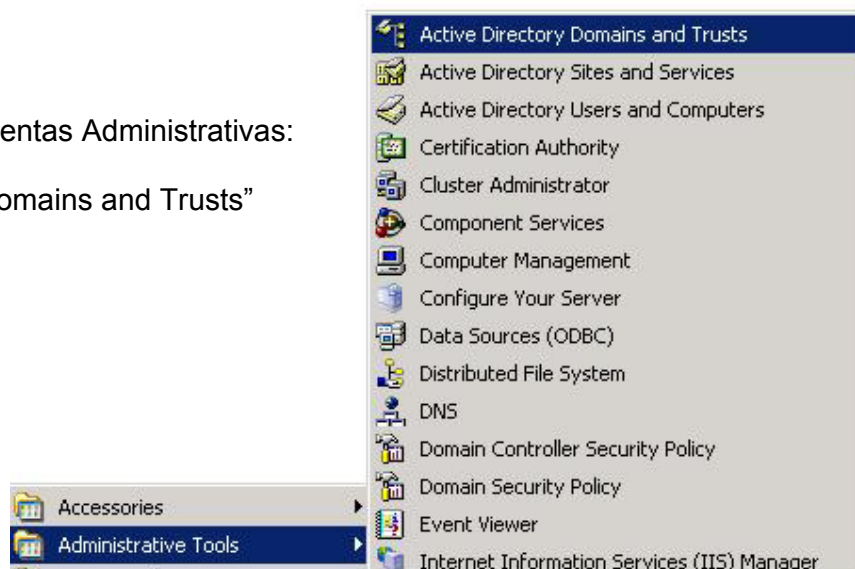 entas Administrativas:
omains and Trusts”
Active Directory Domains and Trusts
Active Directory Sites and Services
Active Directory Users and Computers
Certification Authority
Cluster Administrator
Component Services
Computer Management
Configure Your Server
Data Sources (ODBC)
Distributed File System
DNS
Domain Controller Security Policy
Domain Security Policy
Event Viewer
Internet Information Services (IIS) Manager
Accessories
Administrative Tools